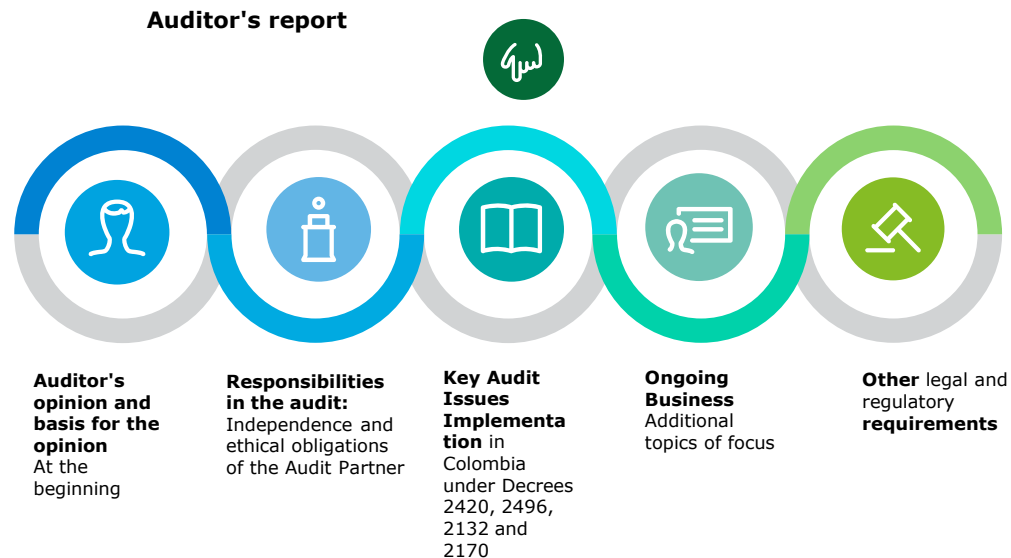 Auditor's report
Auditor's
opinion and
basis for the
opinion
At the
beginning
Responsibilities
in the audit:
Independence and
ethical obligations
of the Audit Partner
Key Audit
Issues
Implementa
tion in
Colombia
under Decrees
2420, 2496,
2132 and
2170
Ongoing
Business
Additional
topics of focus
Other legal and
regulatory
requirements